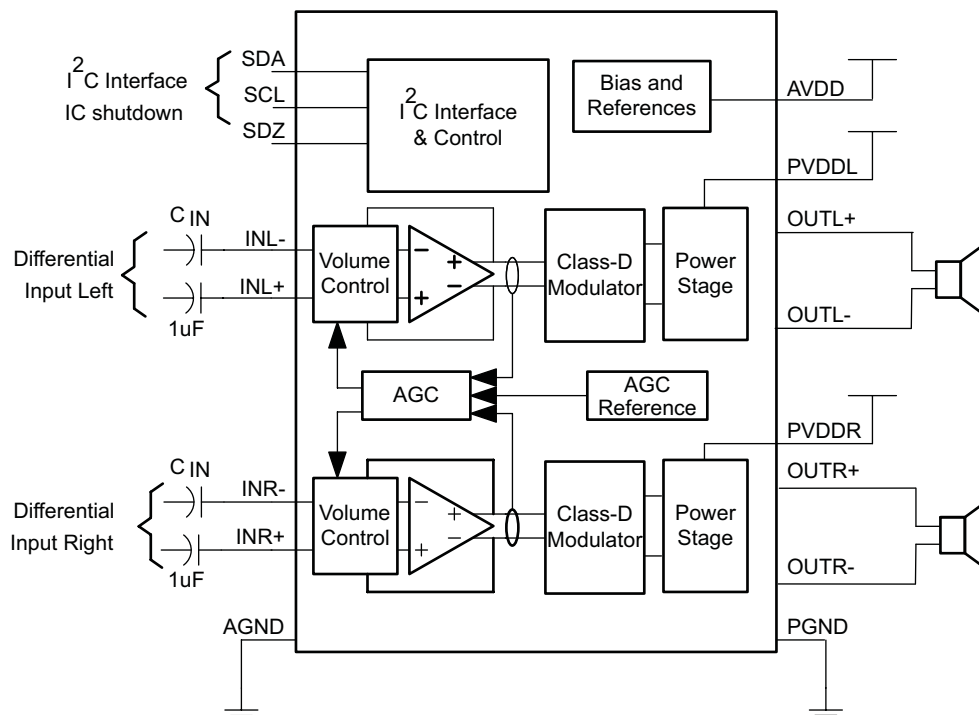 SDA
I2C Interface
IC shutdown
SCL
SDZ
I2C Interface
& Control
Bias and
References
AVDD
PVDDL
OUTL+
OUTL-
C IN
INL-
Differential
Input Left
INL+
1uF
Volume
Control
−
+
+
−
Class-D
Modulator
Power
Stage
AGC
AGC
Reference
PVDDR
OUTR+
OUTR-
C IN
INR-
Differential
Input Right
INR+
1uF
Volume
Control
−
+
+
−
Class-D
Modulator
Power
Stage
AGND
PGND